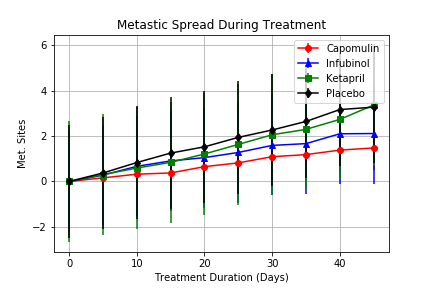 Metastic Spread During Treatment
Met. Sites
6
4
2
0
−2
Capomulin
Infubinol
Ketapril
Placebo
0
10
20
30
40
Treatment Duration (Days)